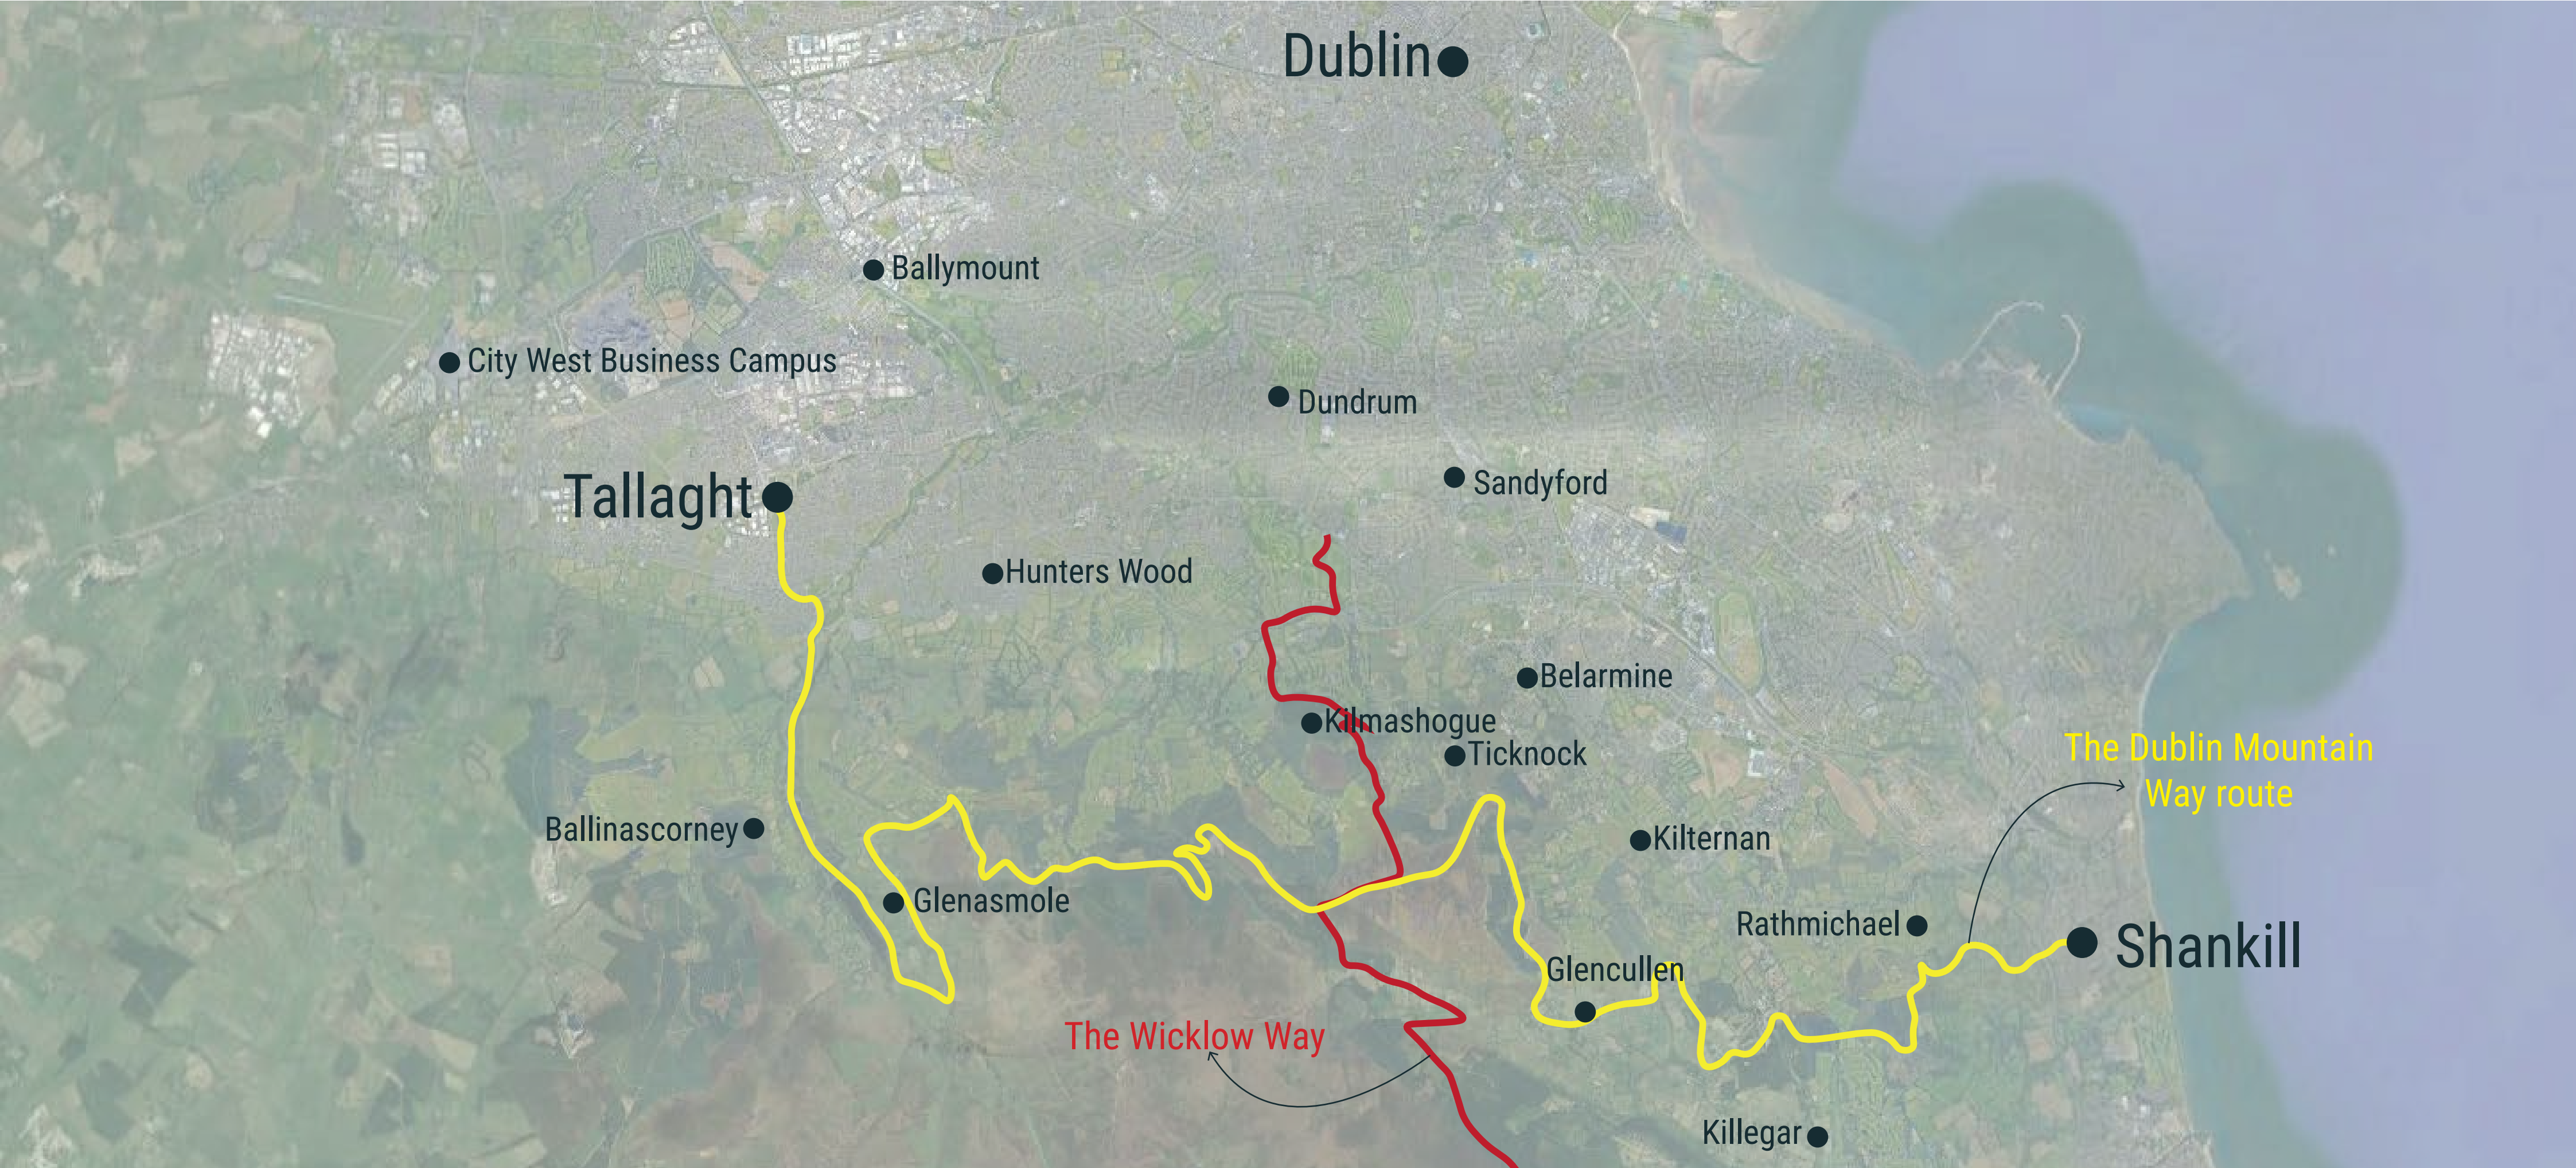 Dublin
Ballymount
City West Business Campus
Dundrum
Sandyford
Tallaght
Hunters Wood
Belarmine
Kilmashogue
Ticknock
The Dublin Mountain
Way route
Ballinascorney
Kilternan
Glenasmole
Rathmichael
Shankill
Glencullen
The Wicklow Way
Killegar